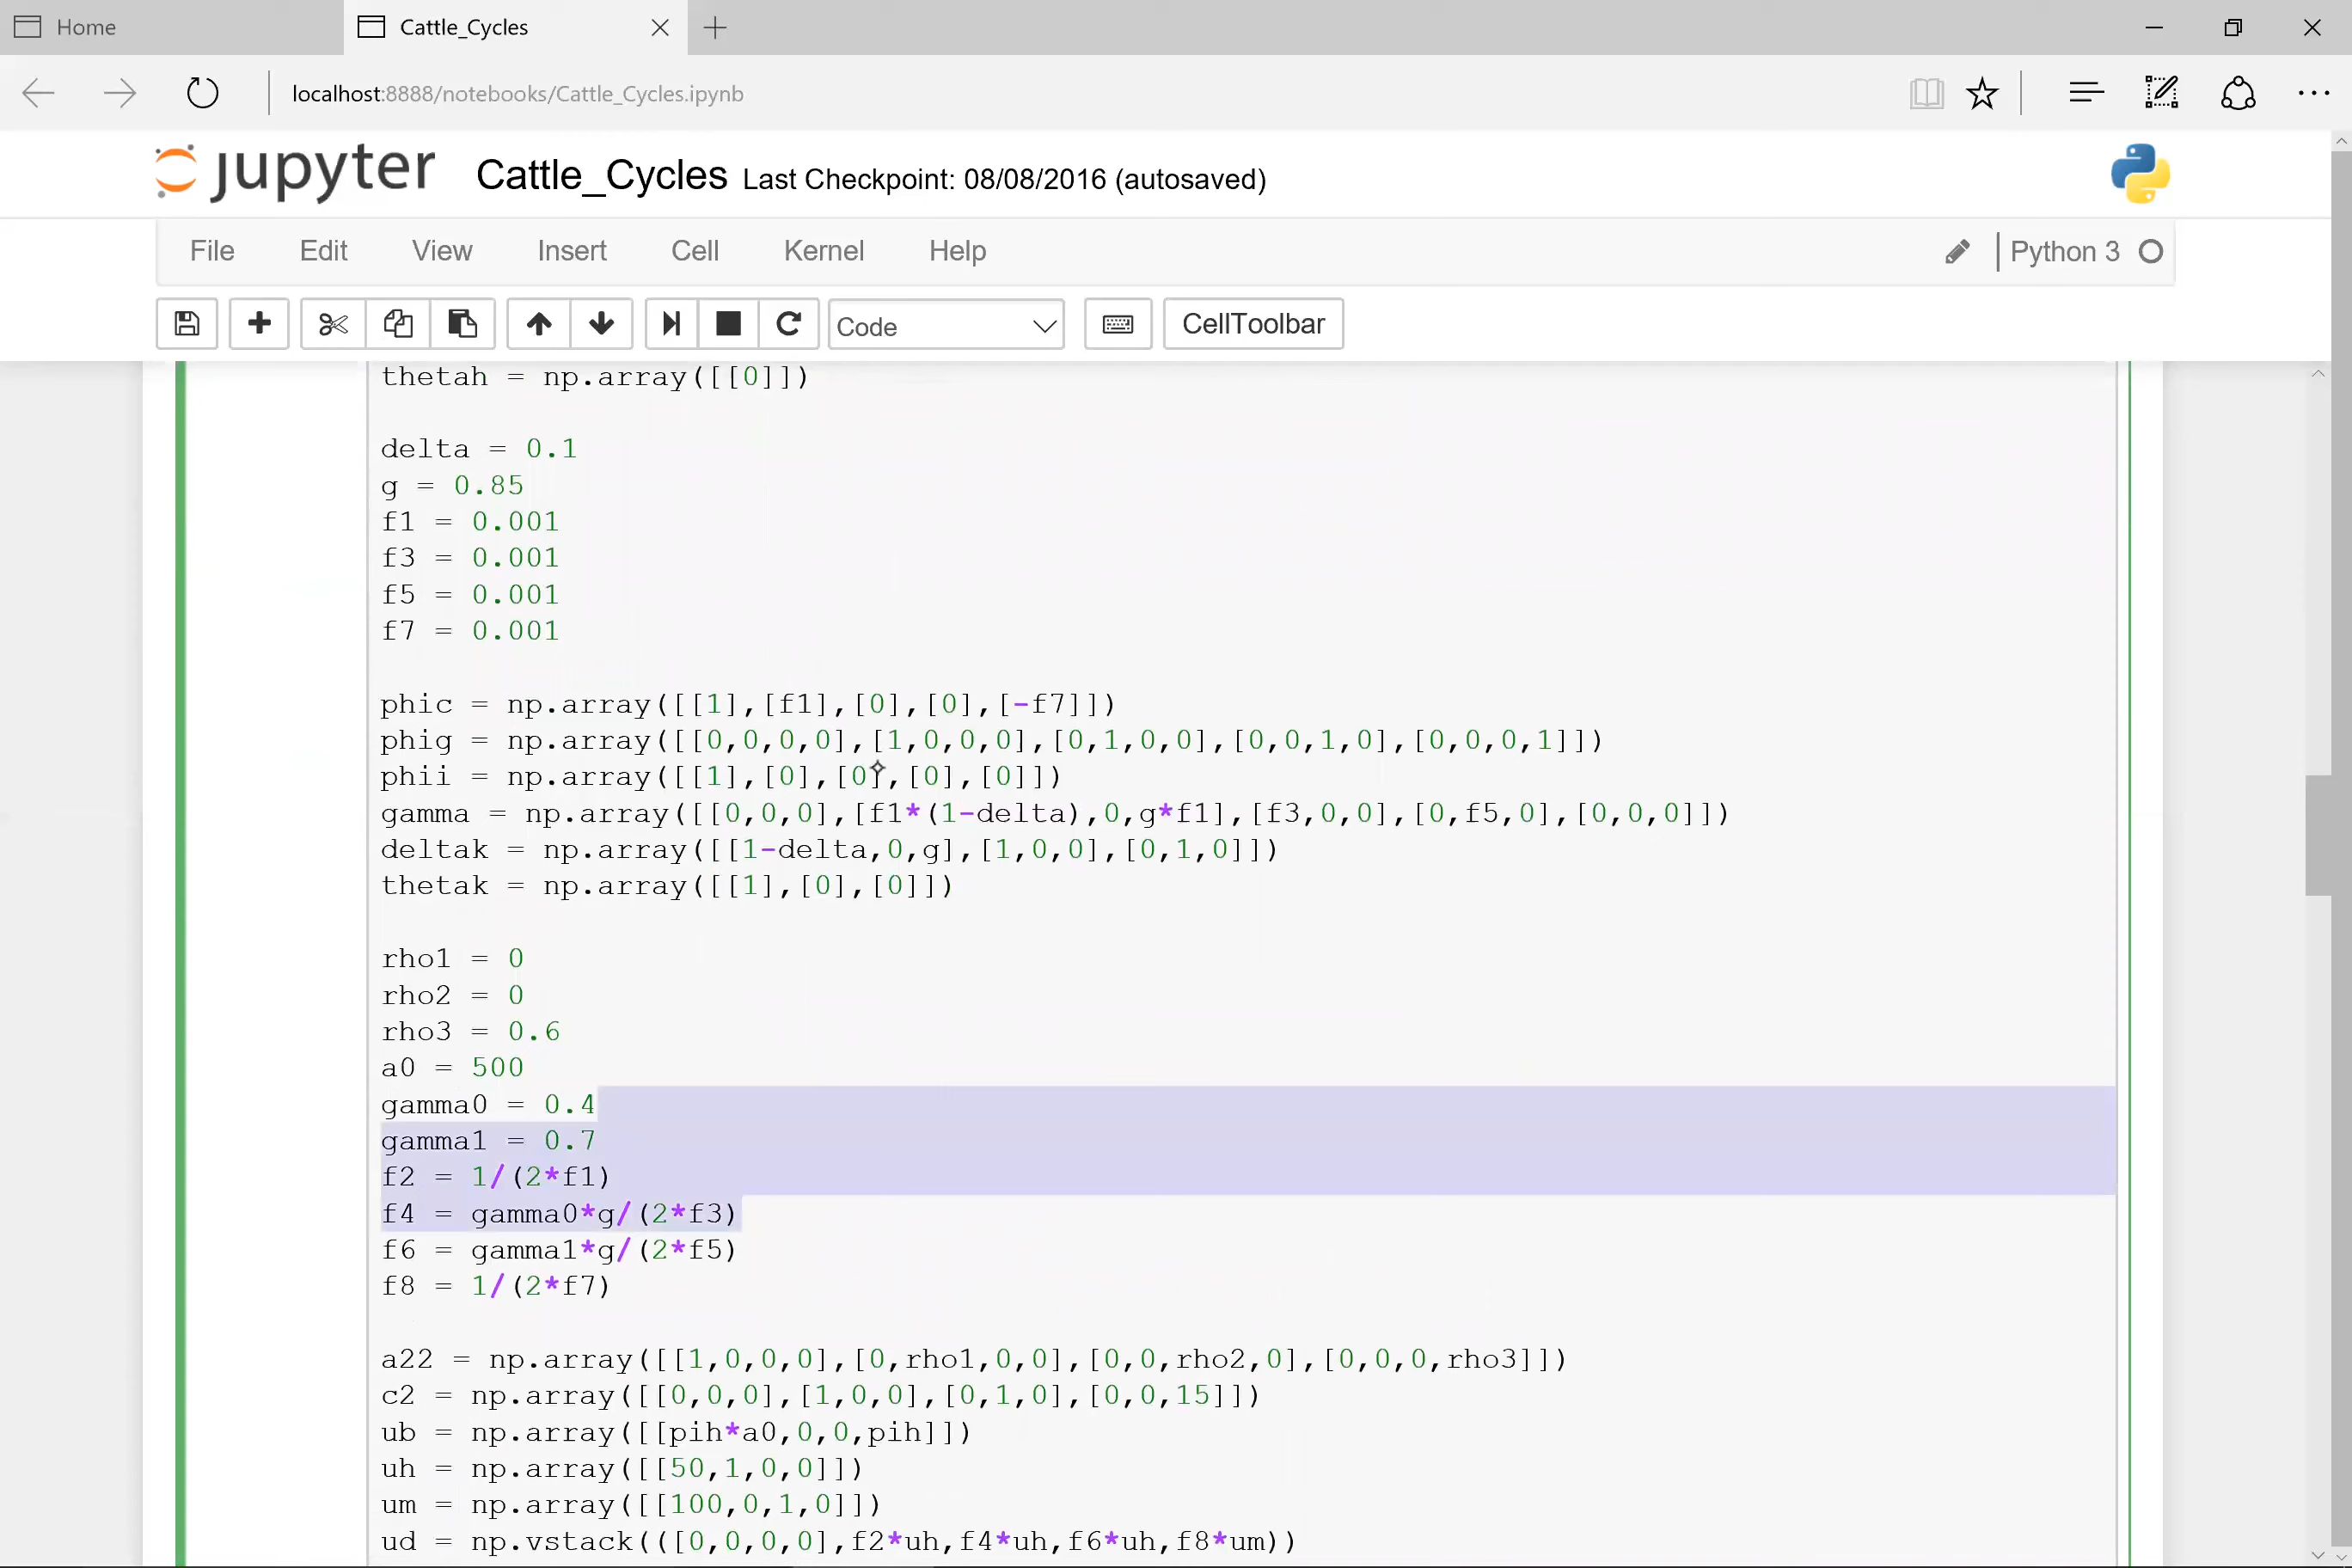 Home
Cattle_Cycles
localhost:8888/notebooks/Cattle_Cycles.ipynb
jupyter Cattle_Cycles Last Checkpoint: 08/08/2016 (autosaved)
File Edit View Insert Cell Kernel Help Python 3
Code CellToolbar
thetah = np.array([[0]])
delta = 0.1
g = 0.85
f1 = 0.001
f3 = 0.001
f5 = 0.001
f7 = 0.001
phic = np.array([[1],[f1],[0],[0],[-f7]])
phig = np.array([[0,0,0,0],[1,0,0,0],[0,1,0,0],[0,0,1,0],[0,0,0,1]])
phii = np.array([[1],[0],[0],[0],[0]])
gamma = np.array([[0,0,0],[f1*(1-delta),0,g*f1],[f3,0,0],[0,f5,0],[0,0,0]])
deltak = np.array([[1-delta,0,g],[1,0,0],[0,1,0]])
thetak = np.array([[1],[0],[0]])
rho1 = 0
rho2 = 0
rho3 = 0.6
a0 = 500
gamma0 = 0.4
gamma1 = 0.7
f2 = 1/(2*f1)
f4 = gamma0*g/(2*f3)
f6 = gamma1*g/(2*f5)
f8 = 1/(2*f7)
a22 = np.array([[1,0,0,0],[0,rho1,0,0],[0,0,rho2,0],[0,0,0,rho3]])
c2 = np.array([[0,0,0],[1,0,0],[0,1,0],[0,0,15]])
ub = np.array([[pih*a0,0,0,pih]])
uh = np.array([[50,1,0,0]])
um = np.array([[100,0,1,0]])
ud = np.vstack(([0,0,0,0],f2*uh,f4*uh,f6*uh,f8*um))